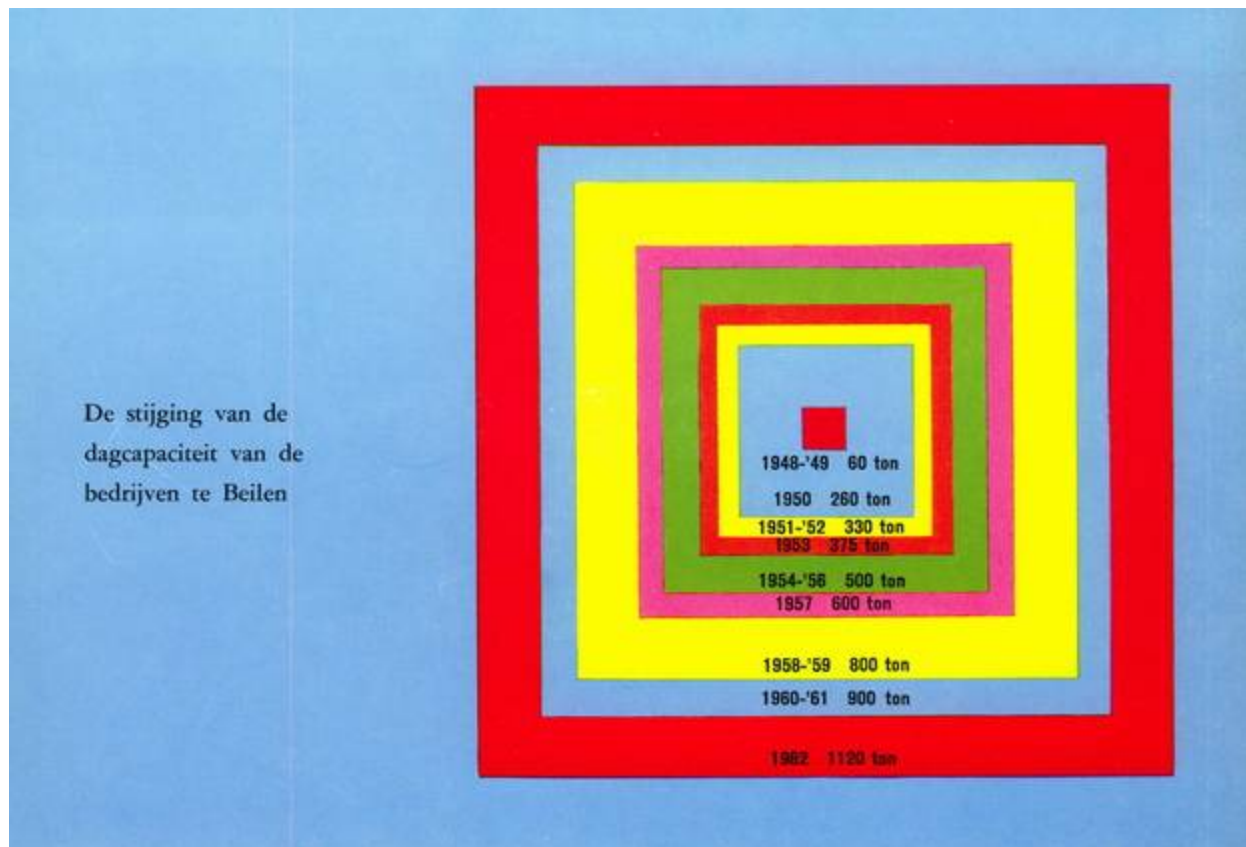 De stijging van de
dagcapaciteit van de
bedrijven te Beilen
1948-'49 60 ton
1950 260 ton
1951-'52 330 ton
1953 375 ton
1954-'56 500 ton
1957 600 ton
1958-'59 800 ton
1960-'61 900 ton
1962 1120 ton